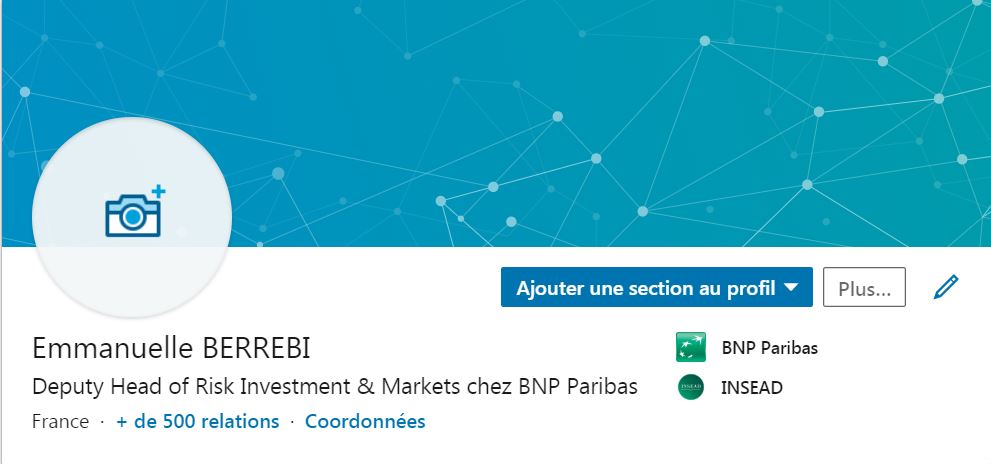 Ajouter une section au profil
Plus...
Emmanuelle BERREBI
BNP Paribas
Deputy Head of Risk Investment & Markets chez BNP Paribas
INSEAD
INSEAD
France · + de 500 relations · Coordonnées